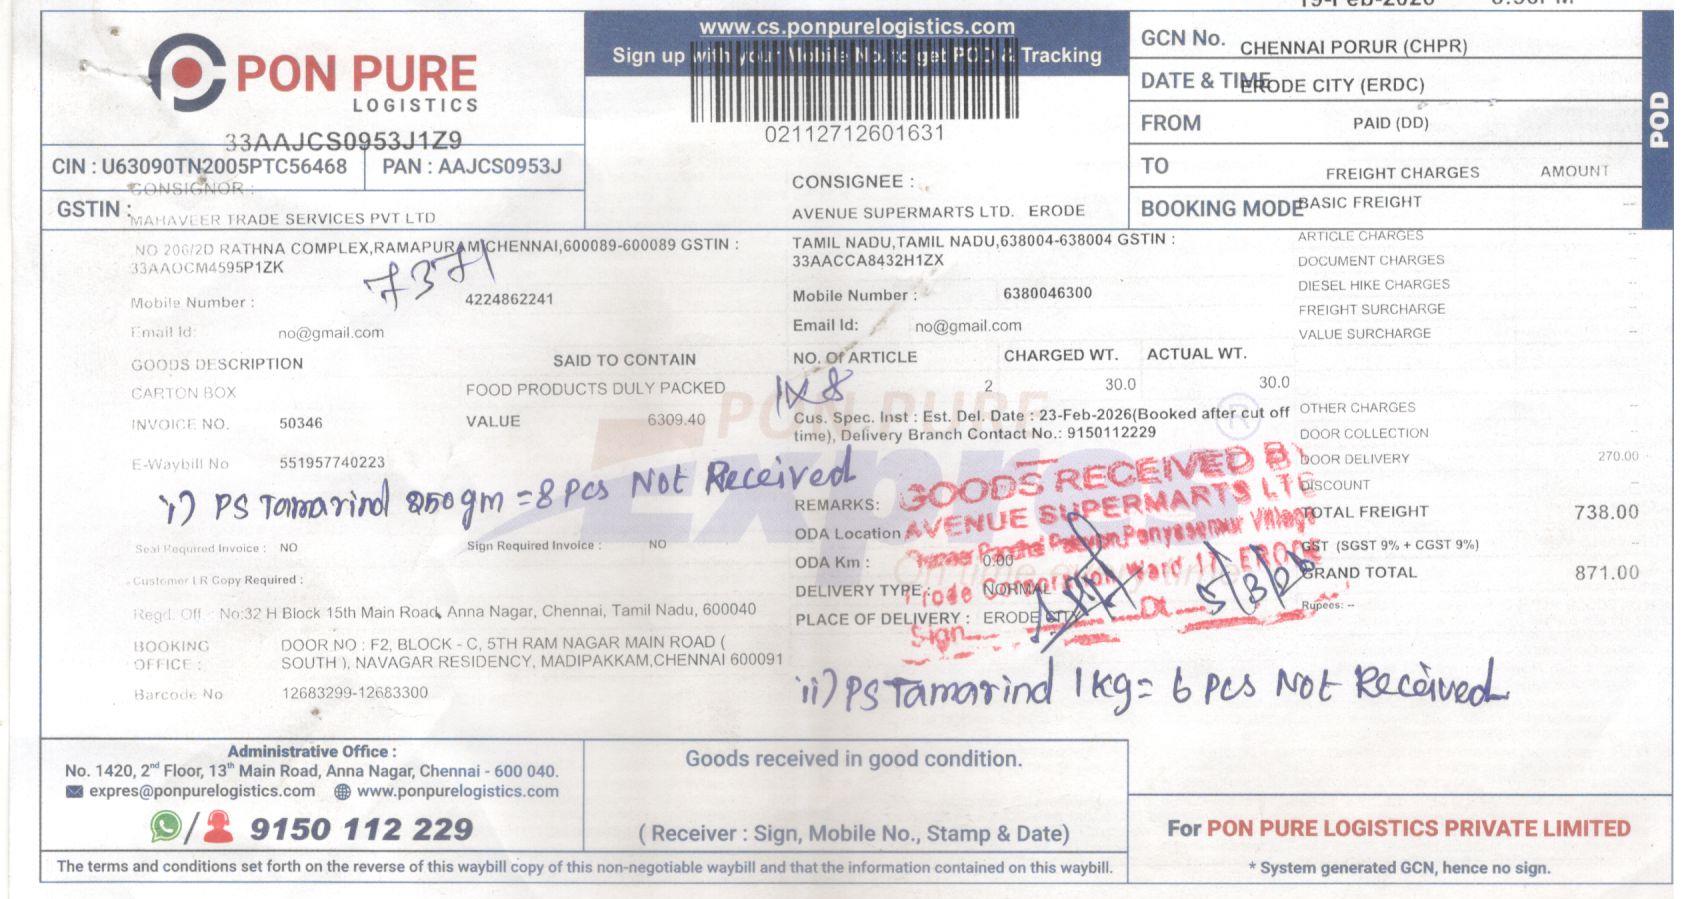 19-Feb-2026
www.cs.ponpurelogistics.com
Sign up with your Mobile No. to get POD & Tracking
02112712601631
PON PURE
LOGISTICS
33AAJCS0953J1Z9
CIN : U63090TN2005PTC56468 PAN : AAJCS0953J
GSTIN :
GCN No. CHENNAI PORUR (CHPR)
DATE & TIME ERODE CITY (ERDC)
FROM PAID (DD)
TO FREIGHT CHARGES AMOUNT
BOOKING MODE BASIC FREIGHT --
POD
CONSIGNOR :
MAHAVEER TRADE SERVICES PVT LTD
NO 206/2D RATHNA COMPLEX,RAMAPURAM,CHENNAI,600089-600089 GSTIN :
33AAOCM4595P1ZK
7371
Mobile Number : 4224862241
Email Id: no@gmail.com
CONSIGNEE :
AVENUE SUPERMARTS LTD. ERODE
TAMIL NADU,TAMIL NADU,638004-638004 GSTIN :
33AACCA8432H1ZX
Mobile Number : 6380046300
Email Id: no@gmail.com
ARTICLE CHARGES --
DOCUMENT CHARGES --
DIESEL HIKE CHARGES --
FREIGHT SURCHARGE --
VALUE SURCHARGE --
GOODS DESCRIPTION SAID TO CONTAIN NO. Of ARTICLE CHARGED WT. ACTUAL WT.
CARTON BOX FOOD PRODUCTS DULY PACKED 2 30.0 30.0
INVOICE NO. 50346 VALUE 6309.40
Cus. Spec. Inst : Est. Del. Date : 23-Feb-2026(Booked after cut off
time), Delivery Branch Contact No.: 9150112229
E-Waybill No 551957740223
OTHER CHARGES --
DOOR COLLECTION --
DOOR DELIVERY 270.00
DISCOUNT --
TOTAL FREIGHT 738.00
GST (SGST 9% + CGST 9%)
GRAND TOTAL 871.00
Rupees: --
i) PS Tamarind 250gm = 8 Pcs Not Received
REMARKS:
ODA Location
ODA Km : 0.00
DELIVERY TYPE : NORMAL
PLACE OF DELIVERY : ERODE CITY
GOODS RECEIVED BY
AVENUE SUPERMARTS LTD
Village
Erode Corporation Ward 17, ERODE
Sign Dt
Seal Required Invoice : NO Sign Required Invoice : NO
Customer LR Copy Required :
Regd. Off : No:32 H Block 15th Main Road, Anna Nagar, Chennai, Tamil Nadu, 600040
BOOKING OFFICE : DOOR NO : F2, BLOCK - C, 5TH RAM NAGAR MAIN ROAD (
SOUTH ), NAVAGAR RESIDENCY, MADIPAKKAM,CHENNAI 600091
Barcode No 12683299-12683300
ii) PS Tamarind 1kg = 6 Pcs Not Received
PON PURE
Expres
Administrative Office :
No. 1420, 2nd Floor, 13th Main Road, Anna Nagar, Chennai - 600 040.
expres@ponpurelogistics.com www.ponpurelogistics.com
9150 112 229
Goods received in good condition.
( Receiver : Sign, Mobile No., Stamp & Date)
For PON PURE LOGISTICS PRIVATE LIMITED
* System generated GCN, hence no sign.
The terms and conditions set forth on the reverse of this waybill copy of this non-negotiable waybill and that the information contained on this waybill.